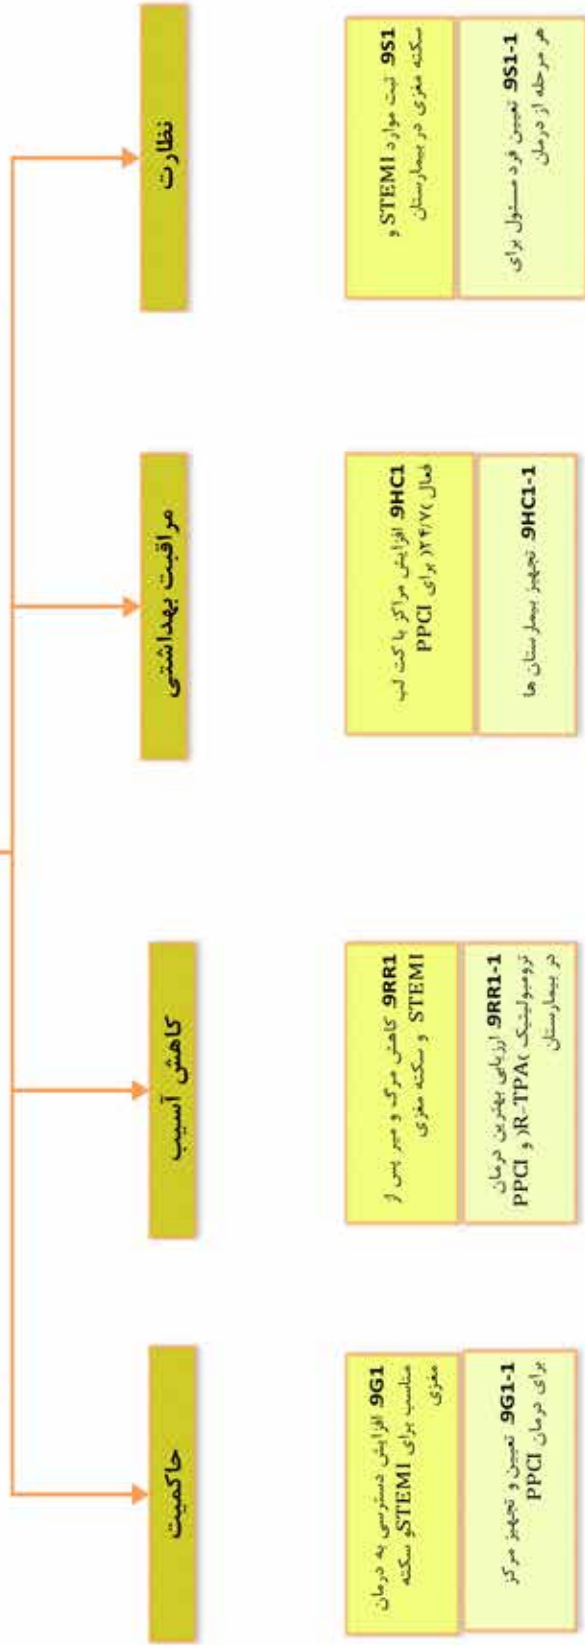 حاکمیت
9G1. افزایش دسترسی به درمان
مناسب برای STEMIو سکته
مغزی
9G1-1. تعیین و تجهیز مرکز
برای درمان PPCI
کاهش آسیب
9RR1. کاهش مرگ و میر پس از
STEMI و سکته مغزی
9RR1-1. ارزیابی بهترین درمان
ترومبولیتیک )R-TPA( و PPCI
در بیمارستان
مراقبت بهداشتی
9HC1. افزایش مراکز با کت لب
فعال )۲۴/۷( برای PPCI
9HC1-1. تجهیز بیمارستان ها
نظارت
9S1. ثبت موارد STEMI و
سکته مغزی در بیمارستان
9S1-1. تعیین فرد مسئول برای
هر مرحله از درمان